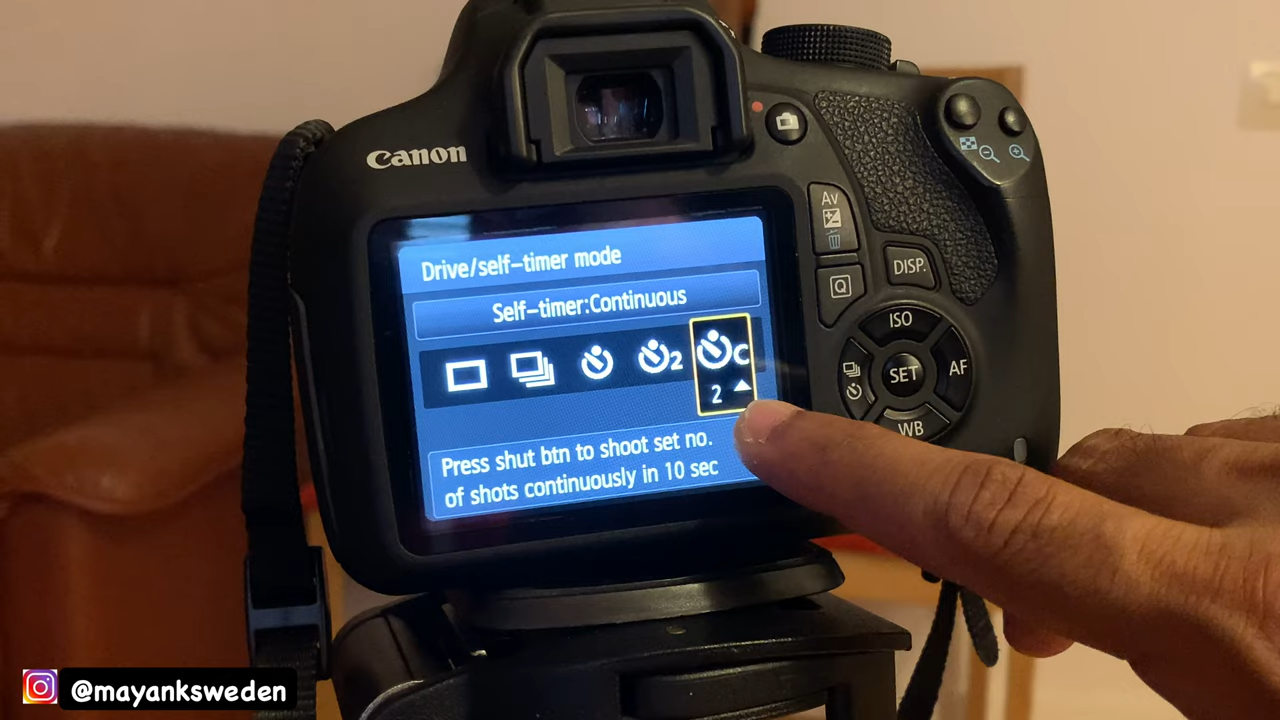 Canon
Drive/self-timer mode
Self-timer:Continuous
2
C
2
Press shut btn to shoot set no.
of shots continuously in 10 sec
Av
Q
DISP.
ISO
SET
AF
WB
@mayanksweden